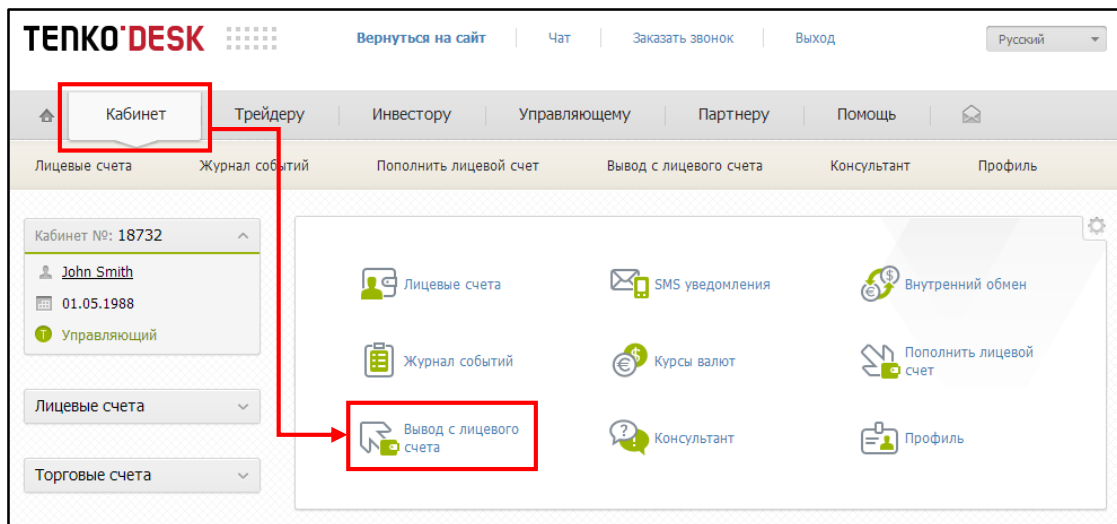 TENKO'DESK Вернуться на сайт Чат Заказать звонок Выход Русский
Кабинет Трейдеру Инвестору Управляющему Партнеру Помощь
Лицевые счета Журнал событий Пополнить лицевой счет Вывод с лицевого счета Консультант Профиль
Кабинет №: 18732
John Smith
01.05.1988
T Управляющий
Лицевые счета
Торговые счета
Лицевые счета SMS уведомления Внутренний обмен
Журнал событий Курсы валют Пополнить лицевой
счет
Вывод с лицевого
счета
Консультант Профиль